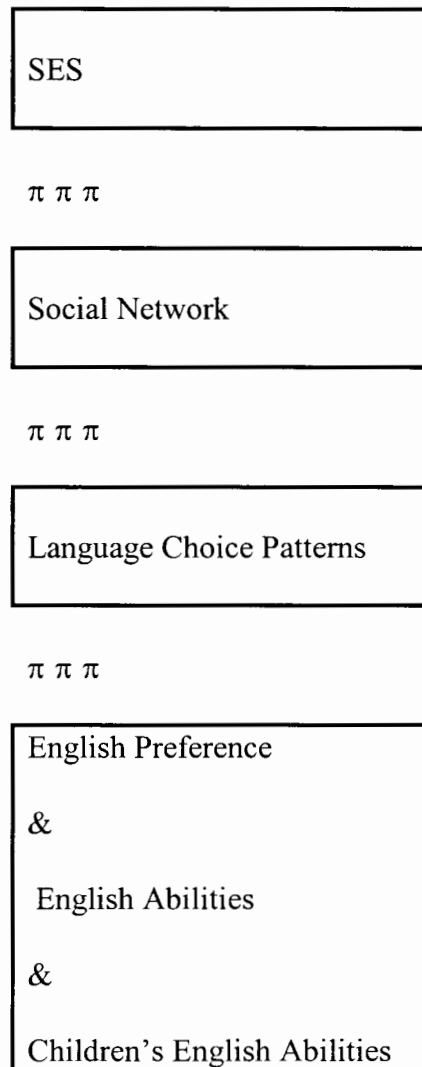 SES
π π π
Social Network
π π π
Language Choice Patterns
π π π
English Preference
&
English Abilities
&
Children's English Abilities